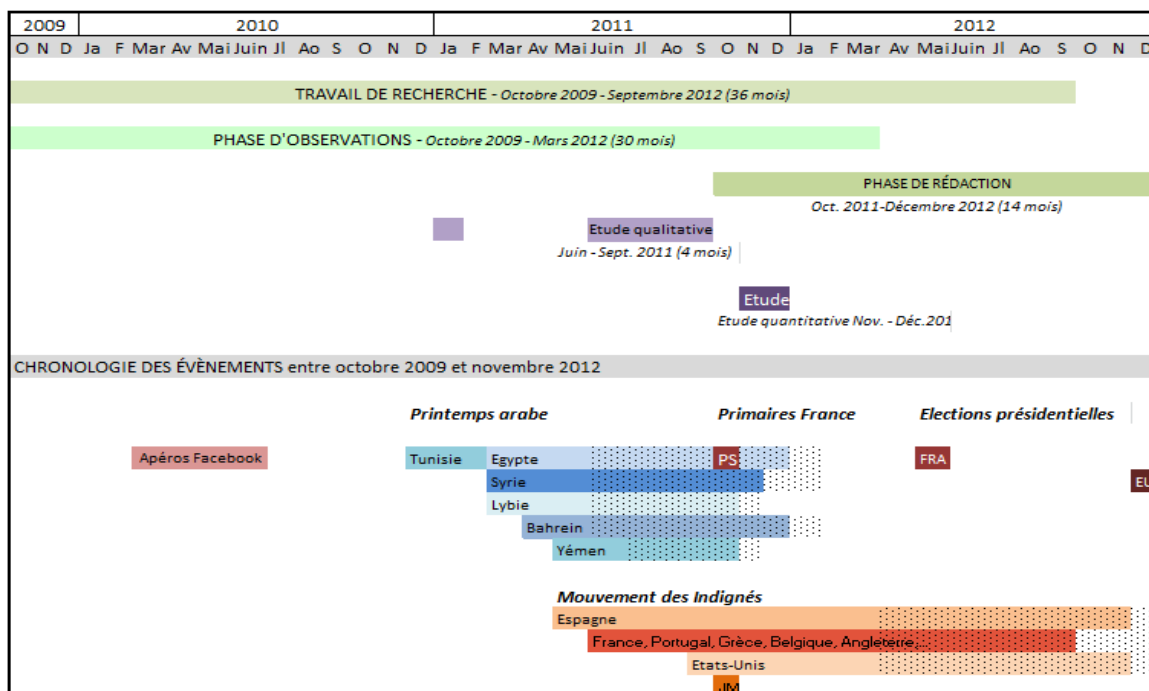 2009 2010 2011 2012
O N D Ja F Mar Av Mai Juin Jl Ao S O N D Ja F Mar Av Mai Juin Jl Ao S O N D Ja F Mar Av Mai Juin Jl Ao S O N D
TRAVAIL DE RECHERCHE - Octobre 2009 - Septembre 2012 (36 mois)
PHASE D'OBSERVATIONS - Octobre 2009 - Mars 2012 (30 mois)
PHASE DE RÉDACTION
Oct. 2011-Décembre 2012 (14 mois)
Etude qualitative
Juin - Sept. 2011 (4 mois)
Etude
Etude quantitative Nov. - Déc.201
CHRONOLOGIE DES ÉVÈNEMENTS entre octobre 2009 et novembre 2012
Printemps arabe Primaires France Elections présidentielles
Apéros Facebook Tunisie Egypte PS FRA
Syrie EU
Lybie
Bahrein
Yémen
Mouvement des Indignés
Espagne
France, Portugal, Grèce, Belgique, Angleterre,...
Etats-Unis
JM